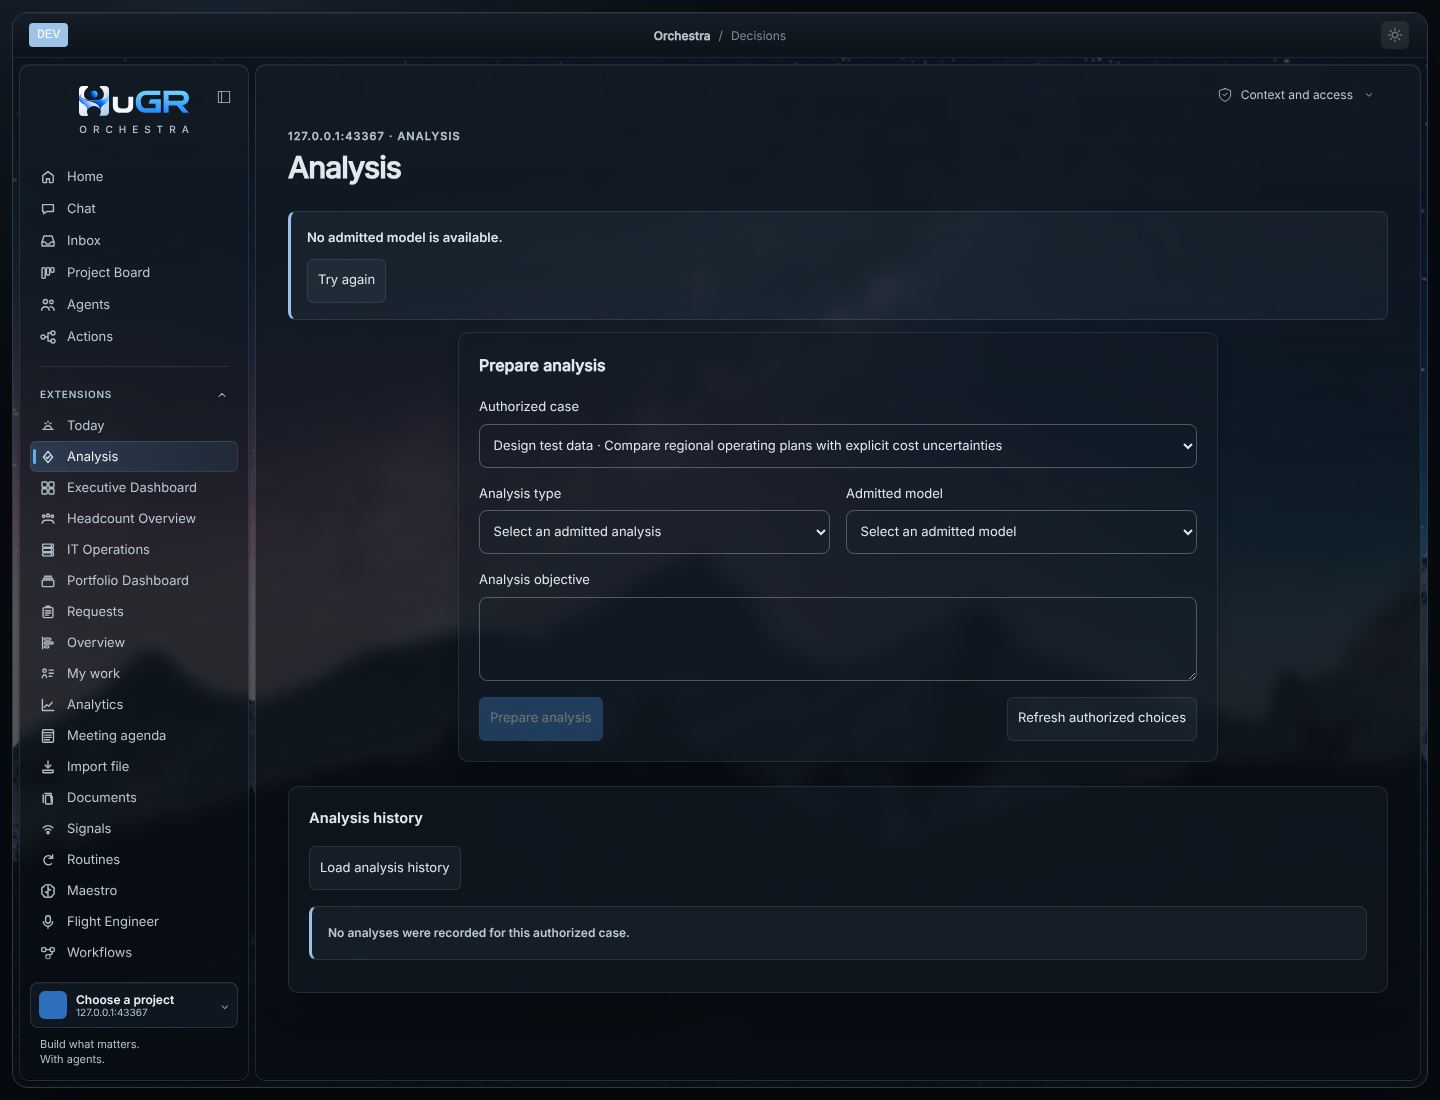 DEV
Orchestra / Decisions
HuGR
ORCHESTRA
Home
Chat
Inbox
Project Board
Agents
Actions
EXTENSIONS
Today
Analysis
Executive Dashboard
Headcount Overview
IT Operations
Portfolio Dashboard
Requests
Overview
My work
Analytics
Meeting agenda
Import file
Documents
Signals
Routines
Maestro
Flight Engineer
Workflows
Choose a project
127.0.0.1:43367
Build what matters.
With agents.
Context and access
127.0.0.1:43367 · ANALYSIS
Analysis
No admitted model is available.
Try again
Prepare analysis
Authorized case
Design test data · Compare regional operating plans with explicit cost uncertainties
Analysis type
Admitted model
Select an admitted analysis
Select an admitted model
Analysis objective
Prepare analysis
Refresh authorized choices
Analysis history
Load analysis history
No analyses were recorded for this authorized case.